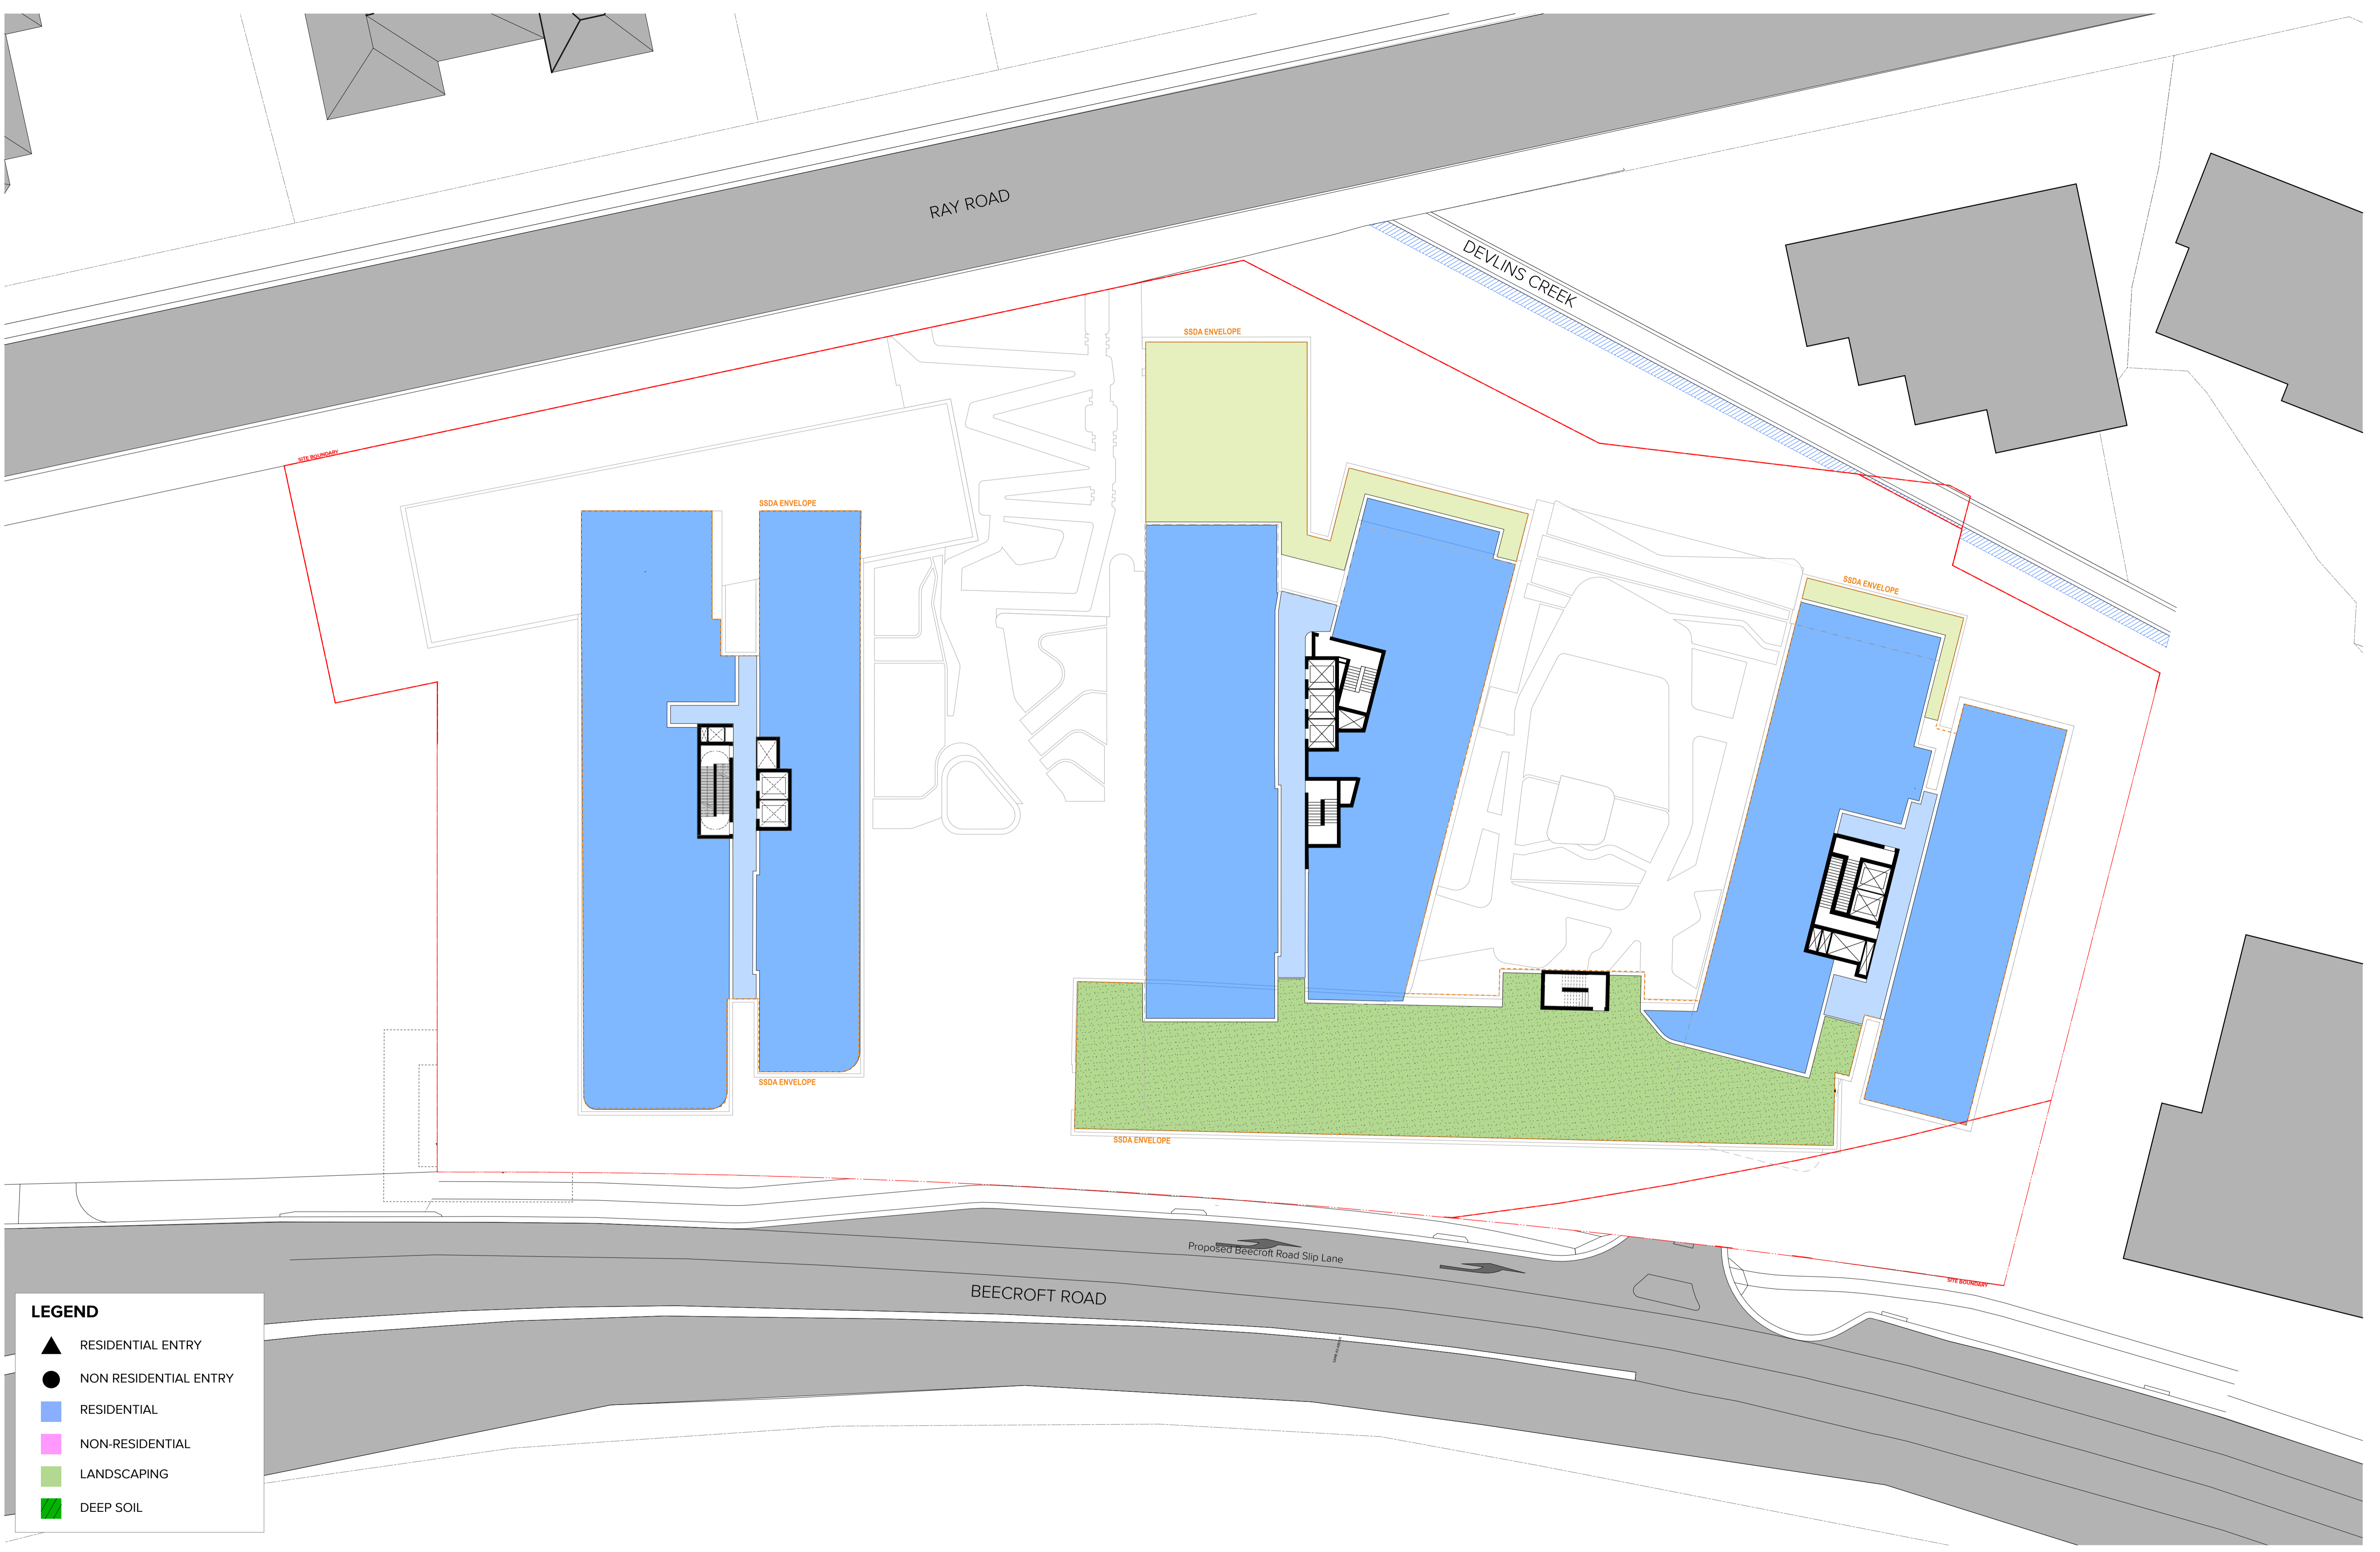 RAY ROAD
DEVLINS CREEK
SSDA ENVELOPE
SITE BOUNDARY
SSDA ENVELOPE
SSDA ENVELOPE
SSDA ENVELOPE
SSDA ENVELOPE
Proposed Beecroft Road Slip Lane
SITE BOUNDARY
BEECROFT ROAD
LEGEND
RESIDENTIAL ENTRY
NON RESIDENTIAL ENTRY
RESIDENTIAL
NON-RESIDENTIAL
LANDSCAPING
DEEP SOIL